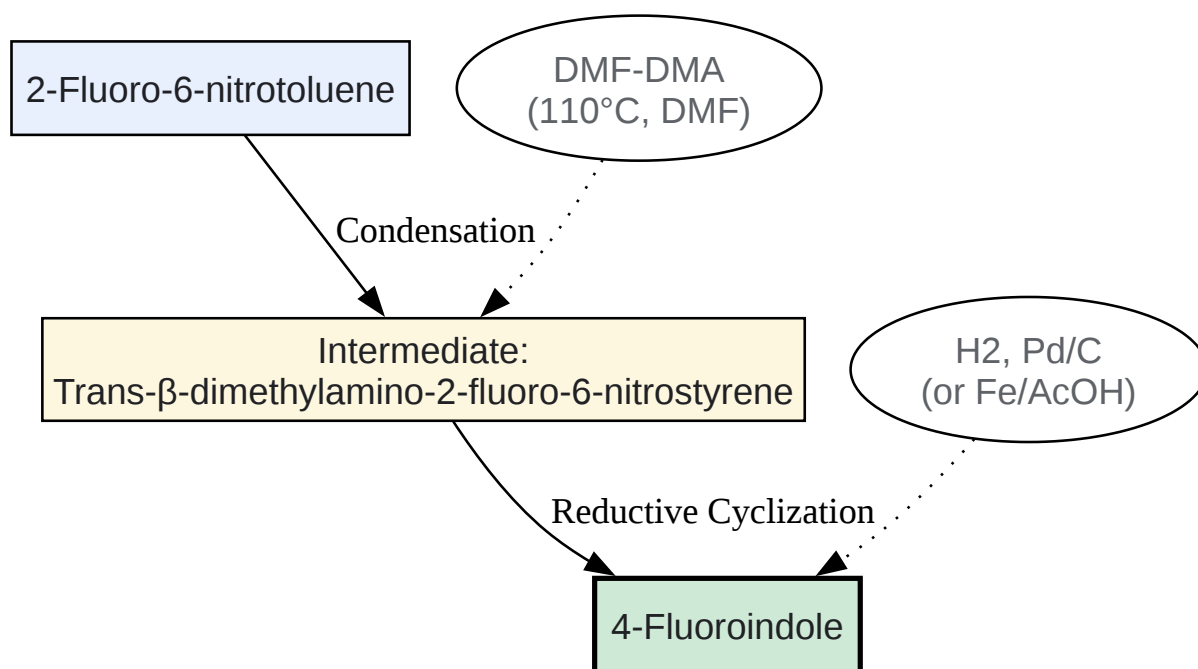 2-Fluoro-6-nitrotoluene
DMF-DMA
(110°C, DMF)
Condensation
Intermediate:
Trans-β-dimethylamino-2-fluoro-6-nitrostyrene
H2, Pd/C
(or Fe/AcOH)
Reductive Cyclization
4-Fluoroindole